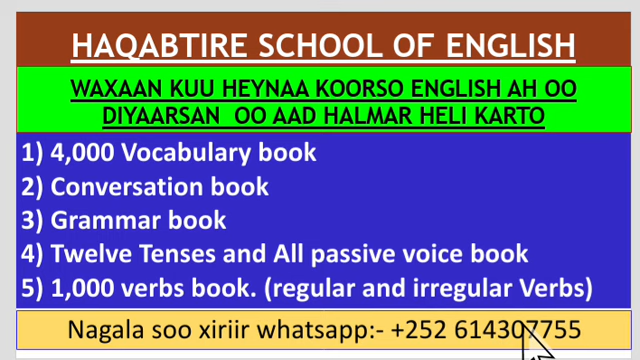 HAQABTIRE SCHOOL OF ENGLISH
WAXAAN KUU HEYNAA KOORSO ENGLISH AH OO
DIYAARSAN OO AAD HALMAR HELI KARTO
1) 4,000 Vocabulary book
2) Conversation book
3) Grammar book
4) Twelve Tenses and All passive voice book
5) 1,000 verbs book. (regular and irregular Verbs)
Nagala soo xiriir whatsapp:- +252 614307755